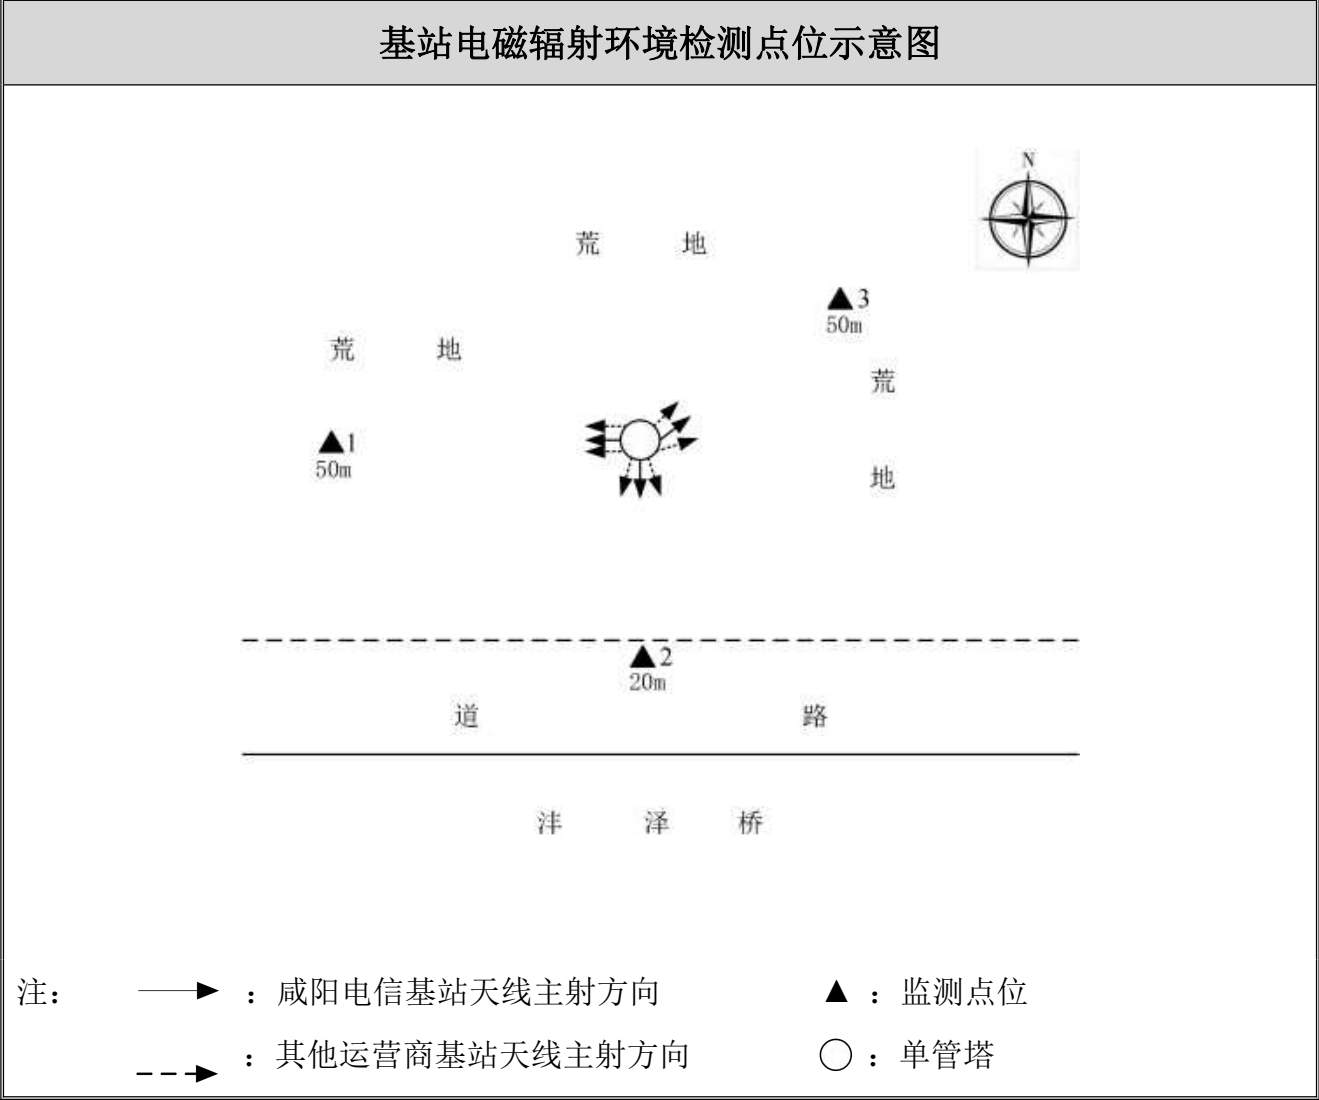 基站电磁辐射环境检测点位示意图
N
荒 地
3
50m
荒 地
荒
1
50m
地
2
20m
道 路
沣 泽 桥
注： ：咸阳电信基站天线主射方向 ▲：监测点位
：其他运营商基站天线主射方向 ：单管塔